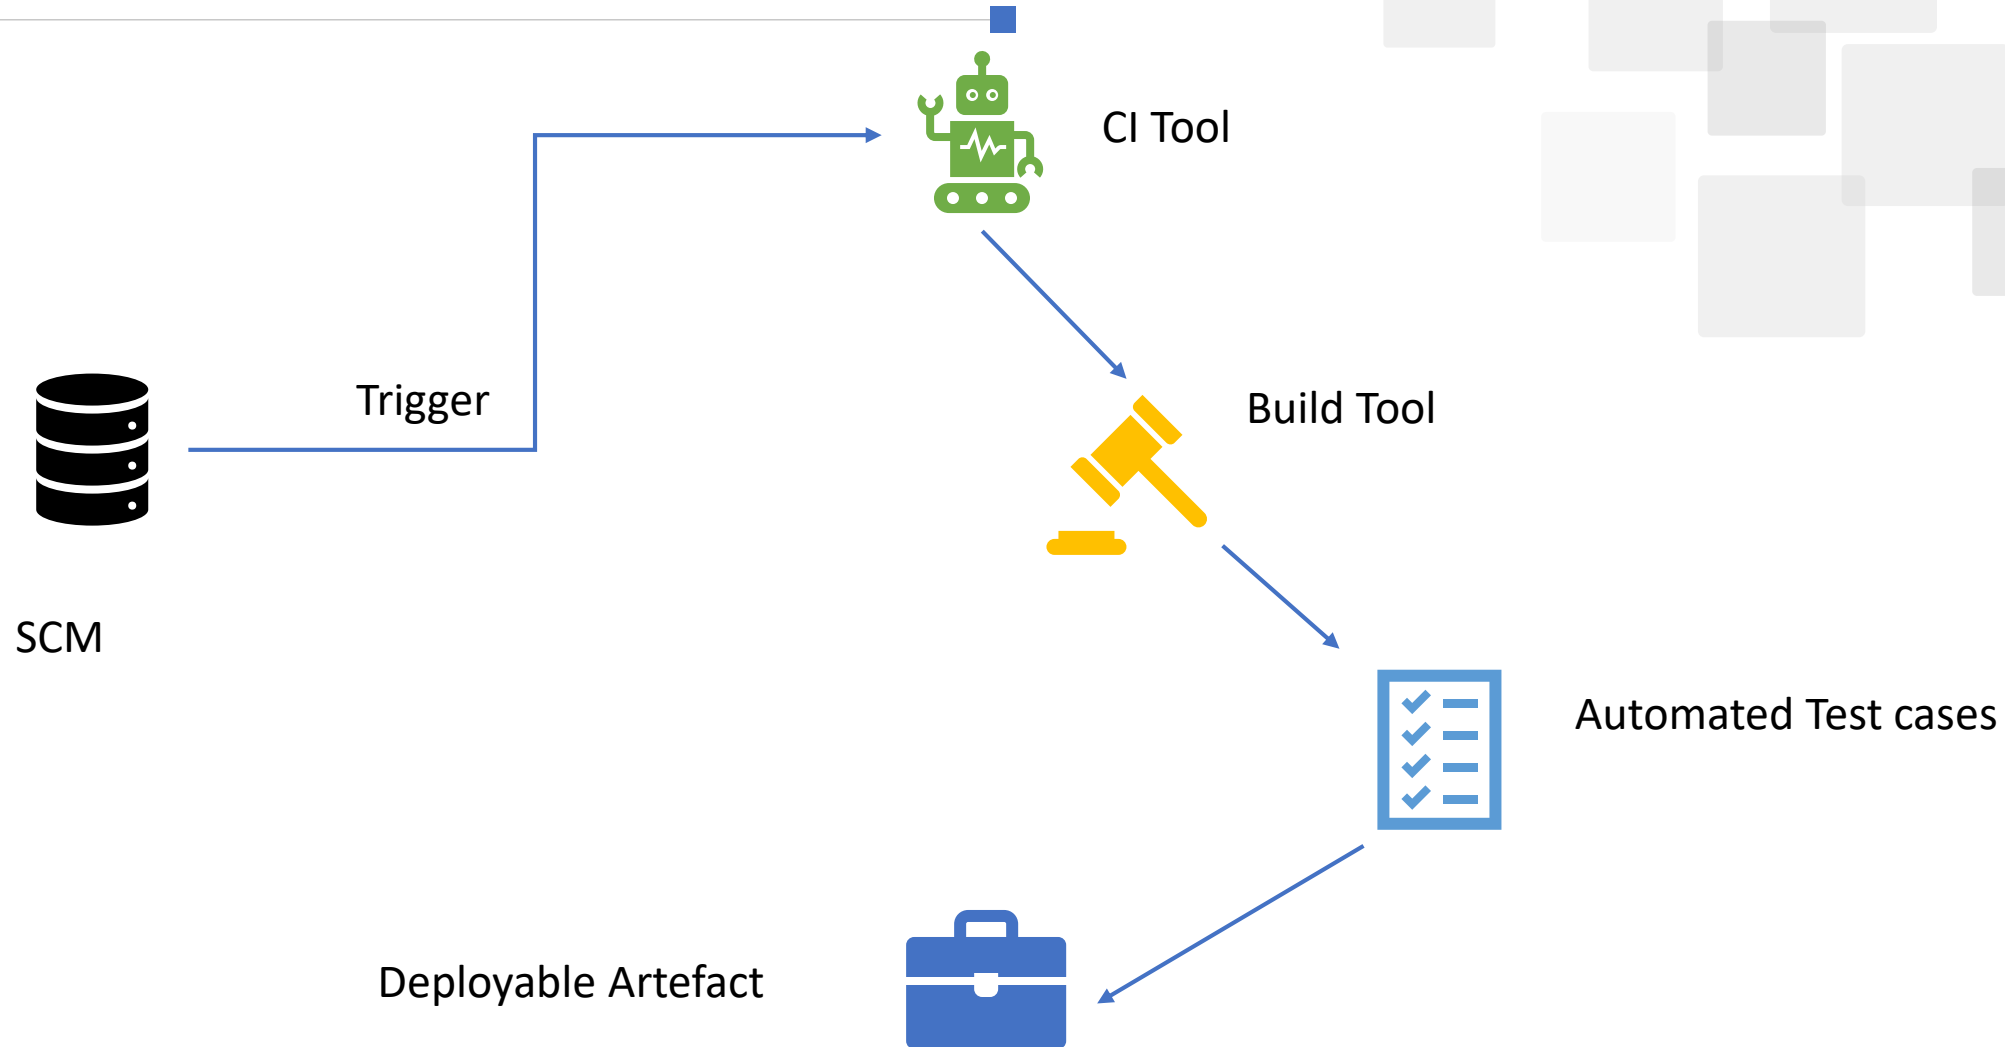 CI Tool
Trigger
Build Tool
SCM
Automated Test cases
Deployable Artefact